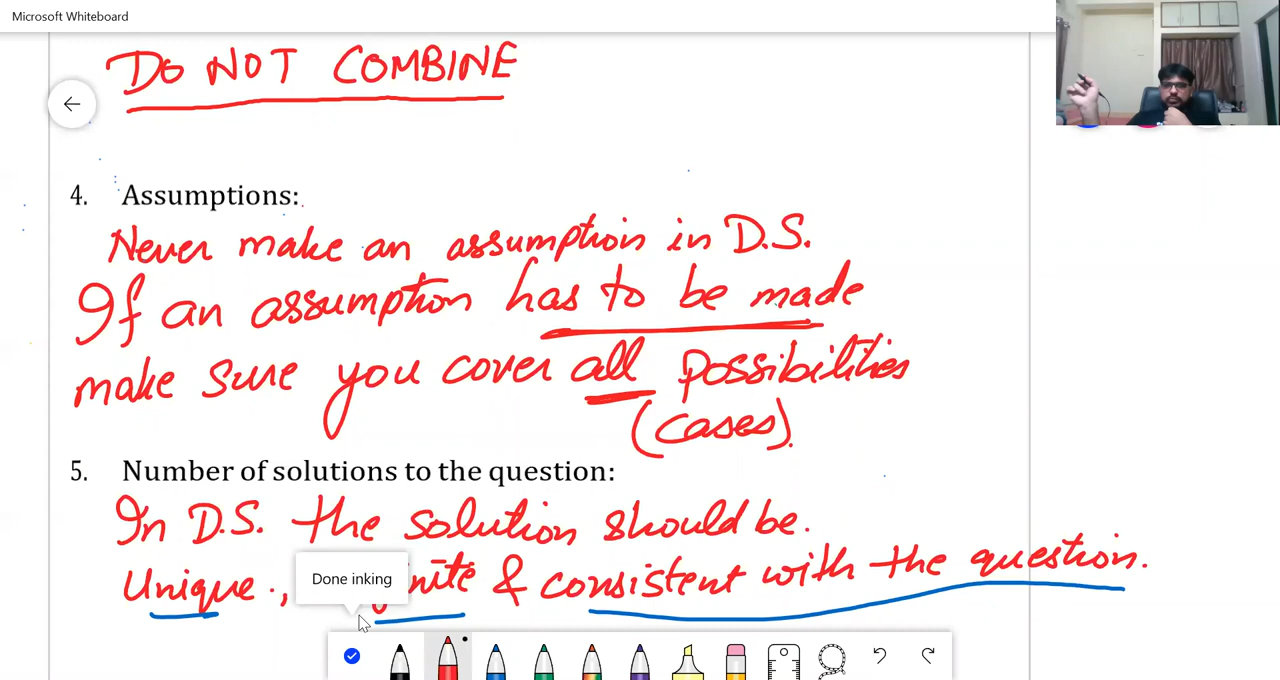 Microsoft Whiteboard
DO NOT COMBINE
4. Assumptions:
Never make an assumption in D.S.
If an assumption has to be made
make sure you cover all possibilities
(cases).
5. Number of solutions to the question:
In D.S. the solution should be.
Unique., & consistent with the question.
Done inking